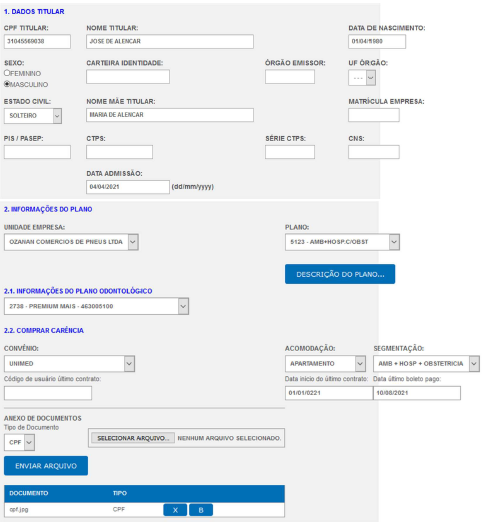 1. DADOS TITULAR
CPF TITULAR: NOME TITULAR: DATA DE NASCIMENTO:
31045569838 JOSE DE ALENCAR 01/04/1980
SEXO: CARTEIRA IDENTIDADE: ÓRGÃO EMISSOR: UF ÓRGÃO:
FEMININO ---
MASCULINO
ESTADO CIVIL: NOME MÃE TITULAR: MATRÍCULA EMPRESA:
SOLTEIRO MARIA DE ALENCAR
PIS / PASEP: CTPS: SÉRIE CTPS: CNS:
DATA ADMISSÃO:
04/04/2021 (dd/mm/yyyy)
2. INFORMAÇÕES DO PLANO
UNIDADE EMPRESA: PLANO:
OZANAN COMERCIOS DE PNEUS LTDA 5123 - AMB+HOSP.C/OBST
DESCRIÇÃO DO PLANO...
2.1. INFORMAÇÕES DO PLANO ODONTOLÓGICO
2738 - PREMIUM MAIS - 463095100
2.2. COMPRAR CARÊNCIA
CONVÊNIO: ACOMODAÇÃO: SEGMENTAÇÃO:
UNIMED APARTAMENTO AMB + HOSP + OBSTETRICIA
Código de usuário último contrato: Data inicio do último contrato: Data último boleto pago:
01/01/0221 10/08/2021
ANEXO DE DOCUMENTOS
Tipo de Documento
CPF SELECIONAR ARQUIVO... NENHUM ARQUIVO SELECIONADO.
ENVIAR ARQUIVO
DOCUMENTO TIPO
cpf.jpg CPF X B